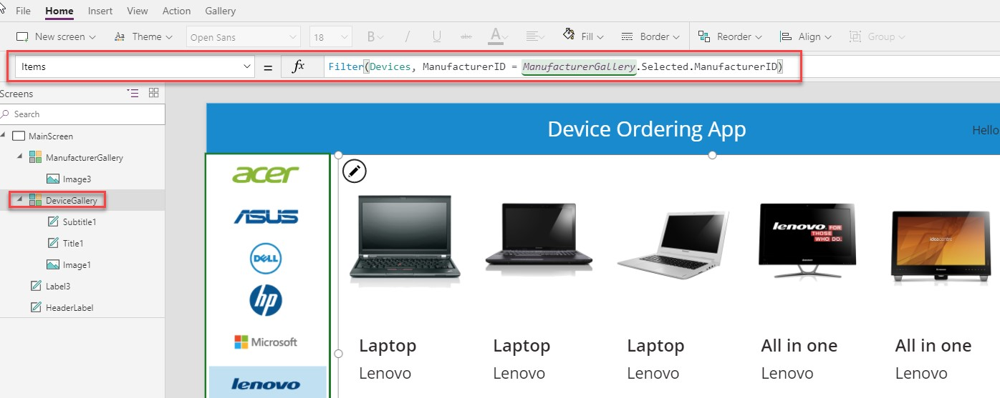 File Home Insert View Action Gallery
New screen Theme Open Sans 18 B / U abc A Fill Border Reorder Align Group
Items = fx Filter(Devices, ManufacturerID = ManufacturerGallery.Selected.ManufacturerID)
Screens
Search
MainScreen
ManufacturerGallery
Image3
DeviceGallery
Subtitle1
Title1
Image1
Label3
HeaderLabel
Device Ordering App
Hello
acer
ASUS
DELL
hp
Microsoft
lenovo
lenovo FOR
THOSE
WHO DO.
ideacentre
Laptop Laptop Laptop All in one All in one
Lenovo Lenovo Lenovo Lenovo Lenovo